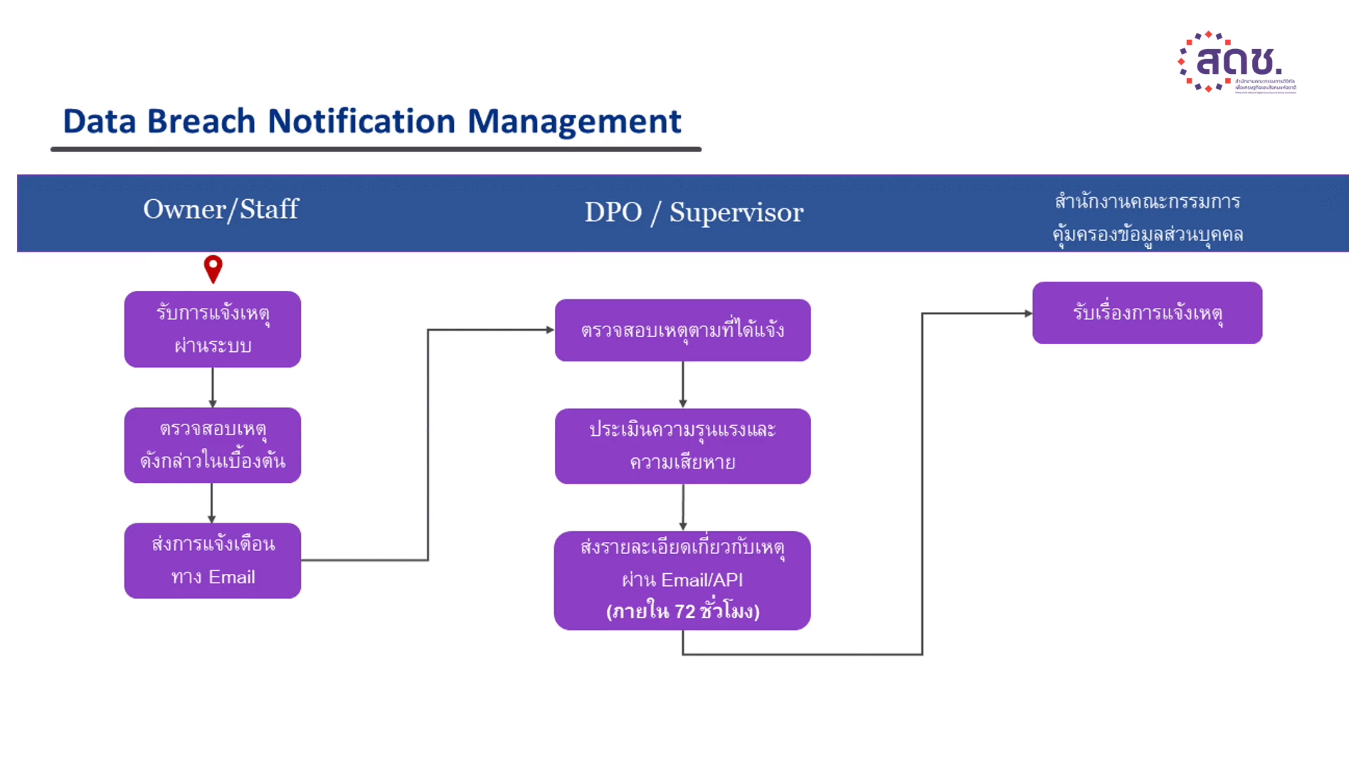 สดช.
สำนักงานคณะกรรมการดิจิทัล
เพื่อเศรษฐกิจและสังคมแห่งชาติ
Data Breach Notification Management
Owner/Staff
DPO / Supervisor
สำนักงานคณะกรรมการ
คุ้มครองข้อมูลส่วนบุคคล
รับการแจ้งเหตุ
ผ่านระบบ
ตรวจสอบเหตุ
ดังกล่าวในเบื้องต้น
ส่งการแจ้งเตือน
ทาง Email
ตรวจสอบเหตุตามที่ได้แจ้ง
ประเมินความรุนแรงและ
ความเสียหาย
ส่งรายละเอียดเกี่ยวกับเหตุ
ผ่าน Email/API
(ภายใน 72 ชั่วโมง)
รับเรื่องการแจ้งเหตุ